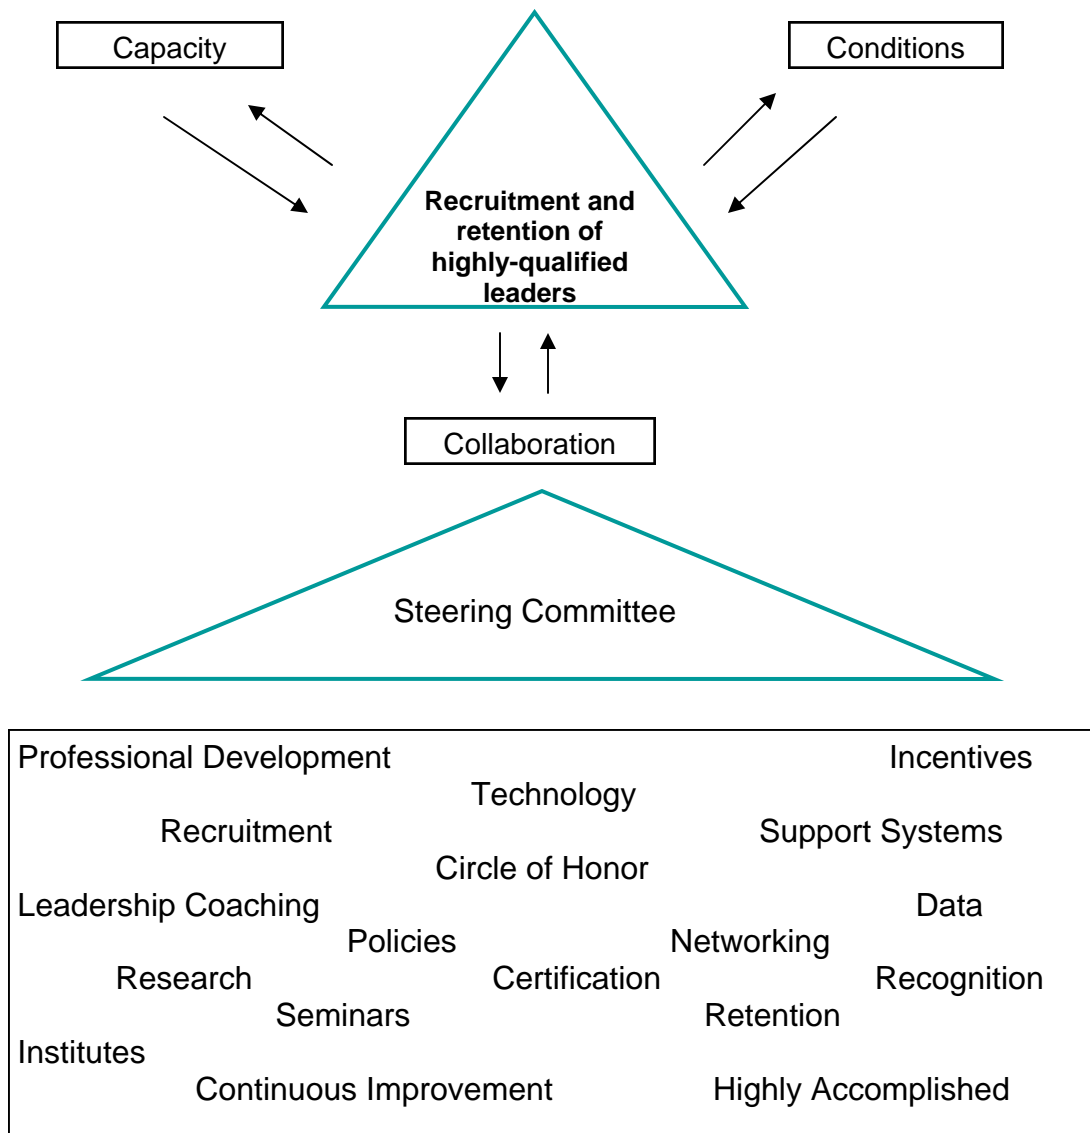 Capacity
Conditions
Recruitment and
retention of
highly-qualified
leaders
Collaboration
Steering Committee
Professional Development Incentives
Technology
Recruitment Support Systems
Circle of Honor
Leadership Coaching Data
Policies Networking
Research Certification Recognition
Seminars Retention
Institutes
Continuous Improvement Highly Accomplished